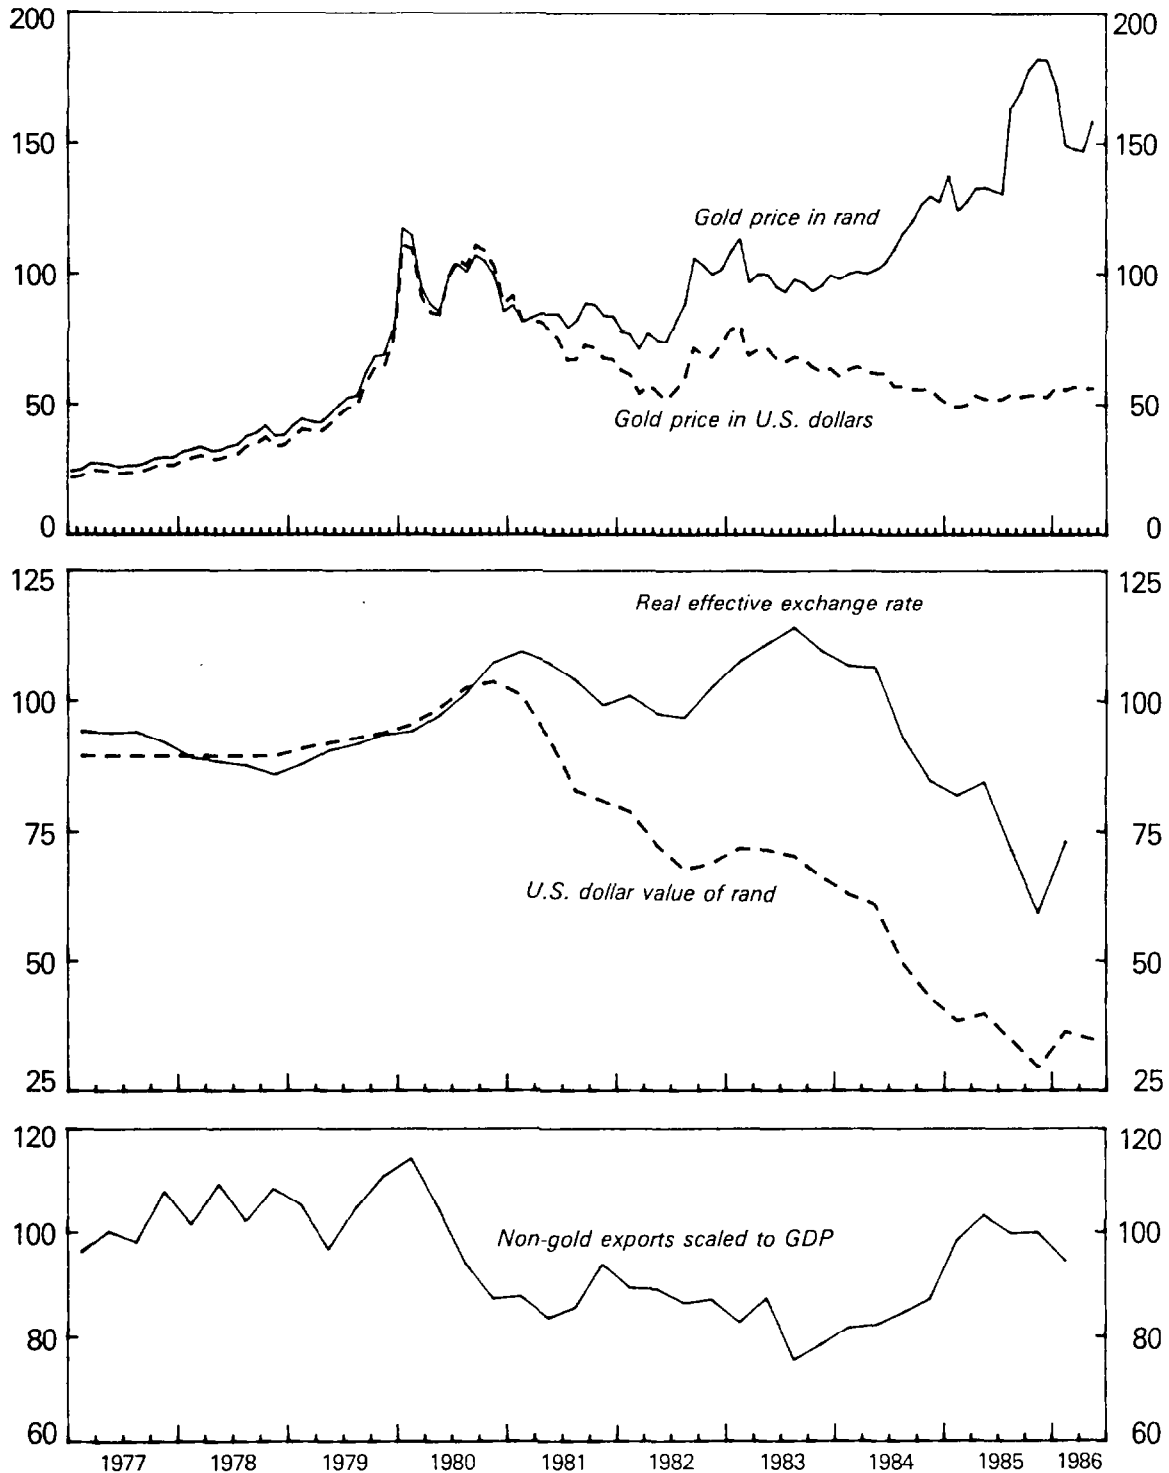 200 200
150 150
Gold price in rand
100 100
50 50
Gold price in U.S. dollars
0 0
125 125
Real effective exchange rate
100 100
75 75
U.S. dollar value of rand
50 50
25 25
120 120
100 100
Non-gold exports scaled to GDP
80 80
60 60
1977 1978 1979 1980 1981 1982 1983 1984 1985 1986